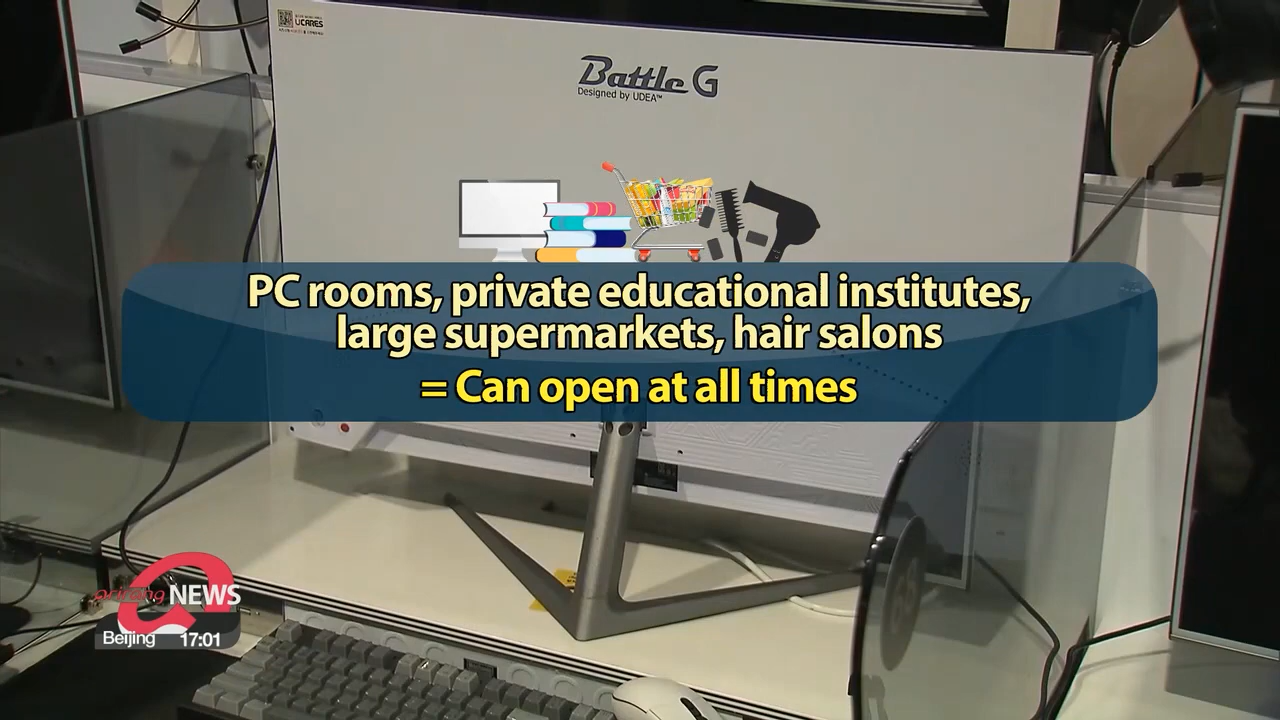 UCARES
Battle G
Designed by UDEA™
PC rooms, private educational institutes,
large supermarkets, hair salons
= Can open at all times
arirang NEWS
Beijing 17:01